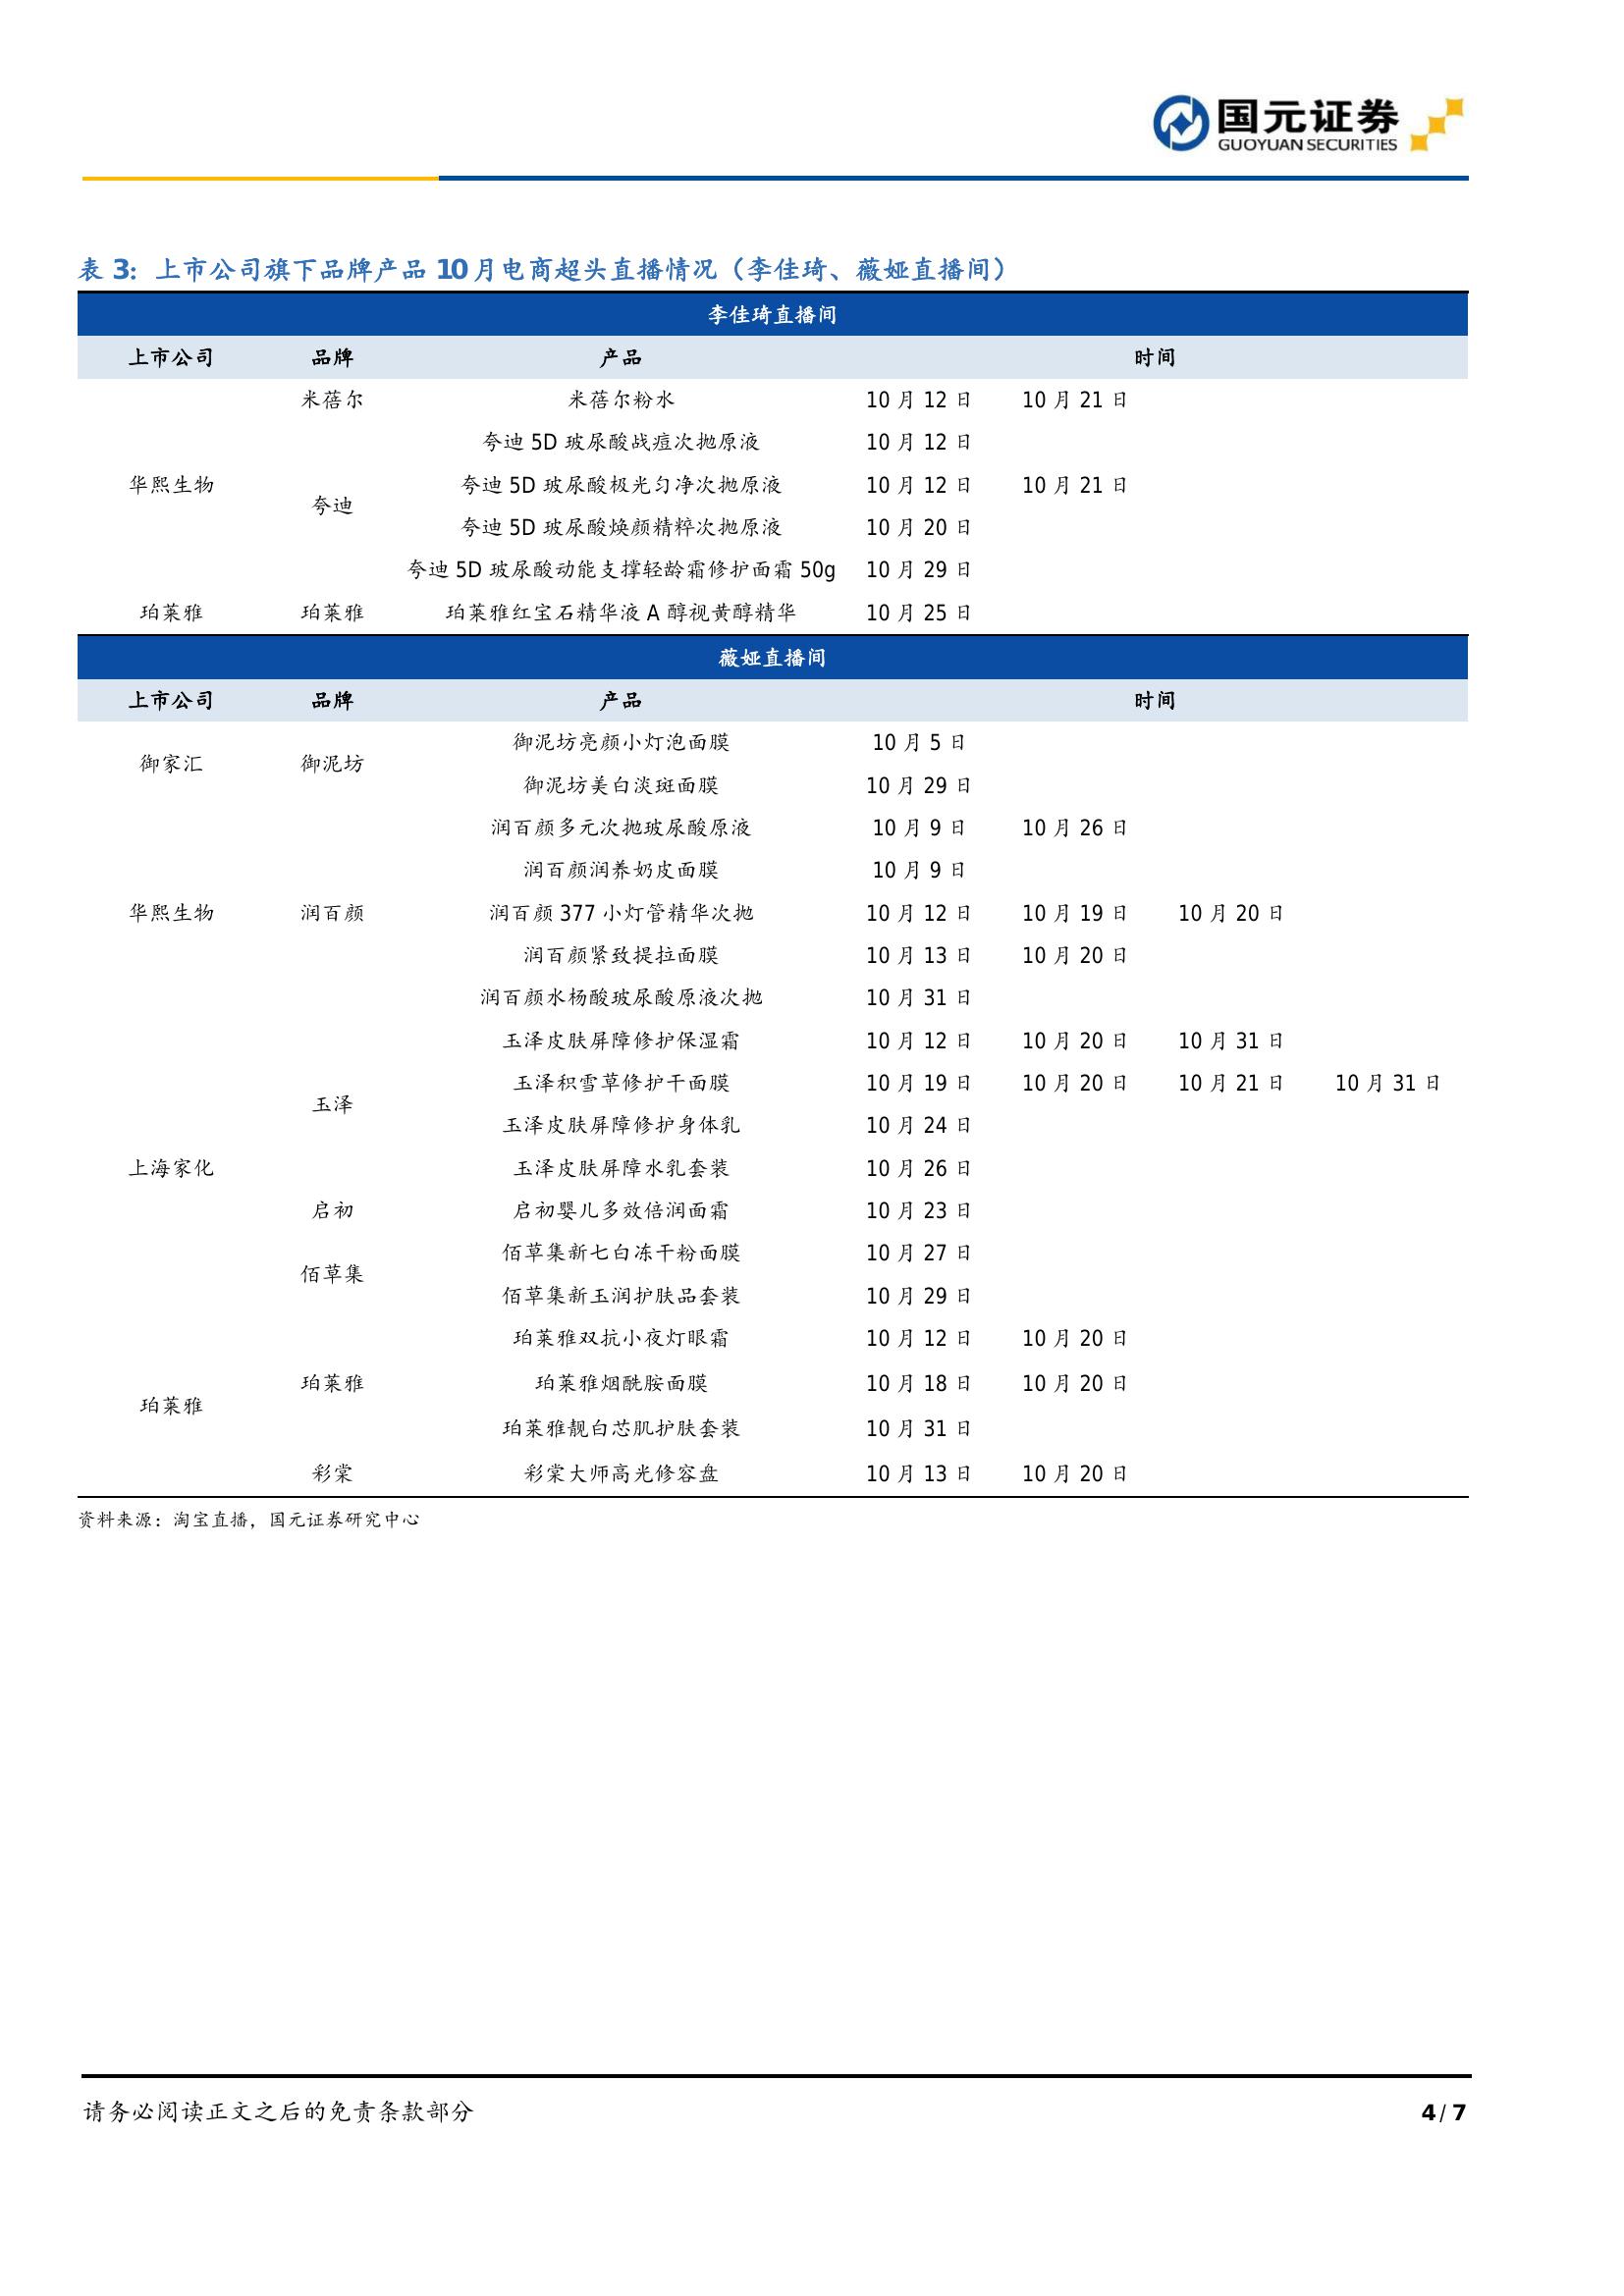 国元证券
GUOYUAN SECURITIES
表 3：上市公司旗下品牌产品 10 月电商超头直播情况（李佳琦、薇娅直播间）
李佳琦直播间
上市公司 品牌 产品 时间
米蓓尔 米蓓尔粉水 10 月 12 日 10 月 21 日
夸迪 5D 玻尿酸战痘次抛原液 10 月 12 日
华熙生物 夸迪 5D 玻尿酸极光匀净次抛原液 10 月 12 日 10 月 21 日
夸迪
夸迪 5D 玻尿酸焕颜精粹次抛原液 10 月 20 日
夸迪 5D 玻尿酸动能支撑轻龄霜修护面霜 50g 10 月 29 日
珀莱雅 珀莱雅 珀莱雅红宝石精华液 A 醇视黄醇精华 10 月 25 日
薇娅直播间
上市公司 品牌 产品 时间
御泥坊亮颜小灯泡面膜 10 月 5 日
御家汇 御泥坊
御泥坊美白淡斑面膜 10 月 29 日
润百颜多元次抛玻尿酸原液 10 月 9 日 10 月 26 日
润百颜润养奶皮面膜 10 月 9 日
华熙生物 润百颜 润百颜 377 小灯管精华次抛 10 月 12 日 10 月 19 日 10 月 20 日
润百颜紧致提拉面膜 10 月 13 日 10 月 20 日
润百颜水杨酸玻尿酸原液次抛 10 月 31 日
玉泽皮肤屏障修护保湿霜 10 月 12 日 10 月 20 日 10 月 31 日
玉泽积雪草修护干面膜 10 月 19 日 10 月 20 日 10 月 21 日 10 月 31 日
玉泽
玉泽皮肤屏障修护身体乳 10 月 24 日
上海家化 玉泽皮肤屏障水乳套装 10 月 26 日
启初 启初婴儿多效倍润面霜 10 月 23 日
佰草集新七白冻干粉面膜 10 月 27 日
佰草集
佰草集新玉润护肤品套装 10 月 29 日
珀莱雅双抗小夜灯眼霜 10 月 12 日 10 月 20 日
珀莱雅 珀莱雅烟酰胺面膜 10 月 18 日 10 月 20 日
珀莱雅
珀莱雅靓白芯肌护肤套装 10 月 31 日
彩棠 彩棠大师高光修容盘 10 月 13 日 10 月 20 日
资料来源：淘宝直播，国元证券研究中心
请务必阅读正文之后的免责条款部分 4 / 7